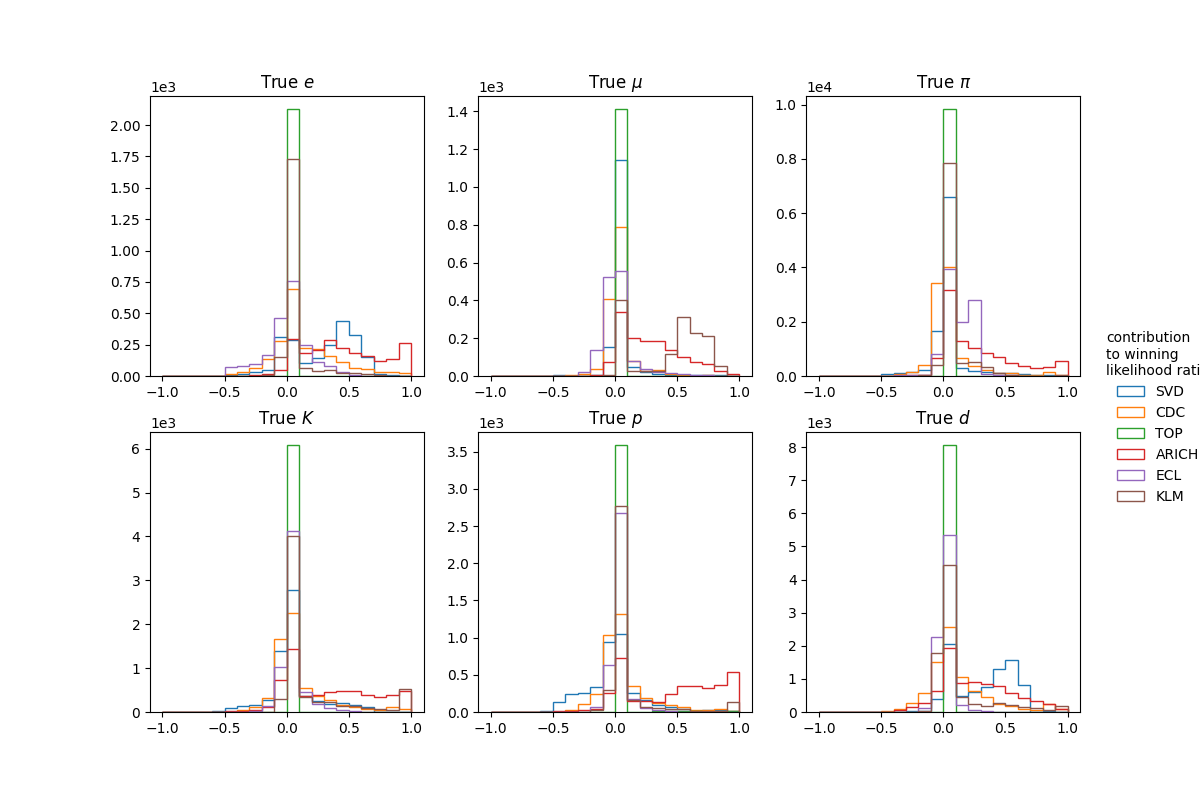 True e
True μ
True π
1e3
1e3
1e4
2.00
1.75
1.50
1.25
1.00
0.75
0.50
0.25
0.00
1.4
1.2
1.0
0.8
0.6
0.4
0.2
0.0
1.0
0.8
0.6
0.4
0.2
0.0
−1.0 −0.5 0.0 0.5 1.0
−1.0 −0.5 0.0 0.5 1.0
−1.0 −0.5 0.0 0.5 1.0
True K
True p
True d
1e3
1e3
1e3
6
5
4
3
2
1
0
3.5
3.0
2.5
2.0
1.5
1.0
0.5
0.0
8
7
6
5
4
3
2
1
0
−1.0 −0.5 0.0 0.5 1.0
−1.0 −0.5 0.0 0.5 1.0
−1.0 −0.5 0.0 0.5 1.0
contribution
to winning
likelihood rati
SVD
CDC
TOP
ARICH
ECL
KLM